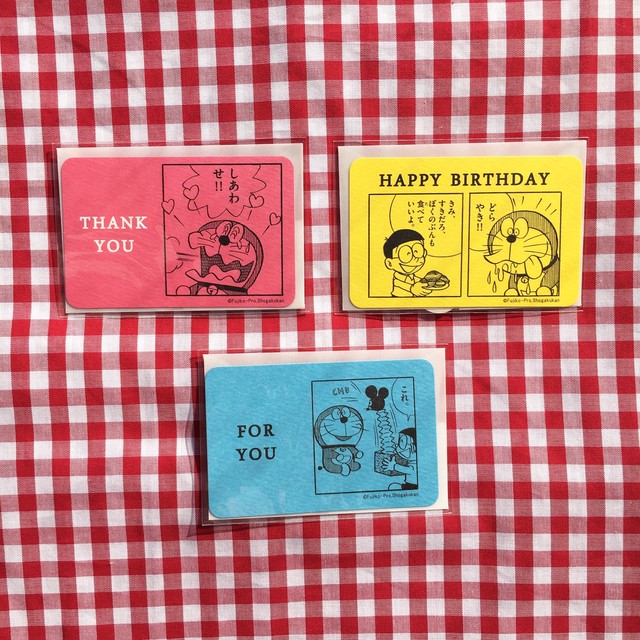 THANK
YOU
しあわ
せ!!
©Fujiko-Pro,Shogakukan
HAPPY BIRTHDAY
きみ、
すきだろ、
ぼくのぶんも
食べて
いいよ。
どら
やき!!
©Fujiko-Pro,Shogakukan
FOR
YOU
これ
©Fujiko-Pro,Shogakukan